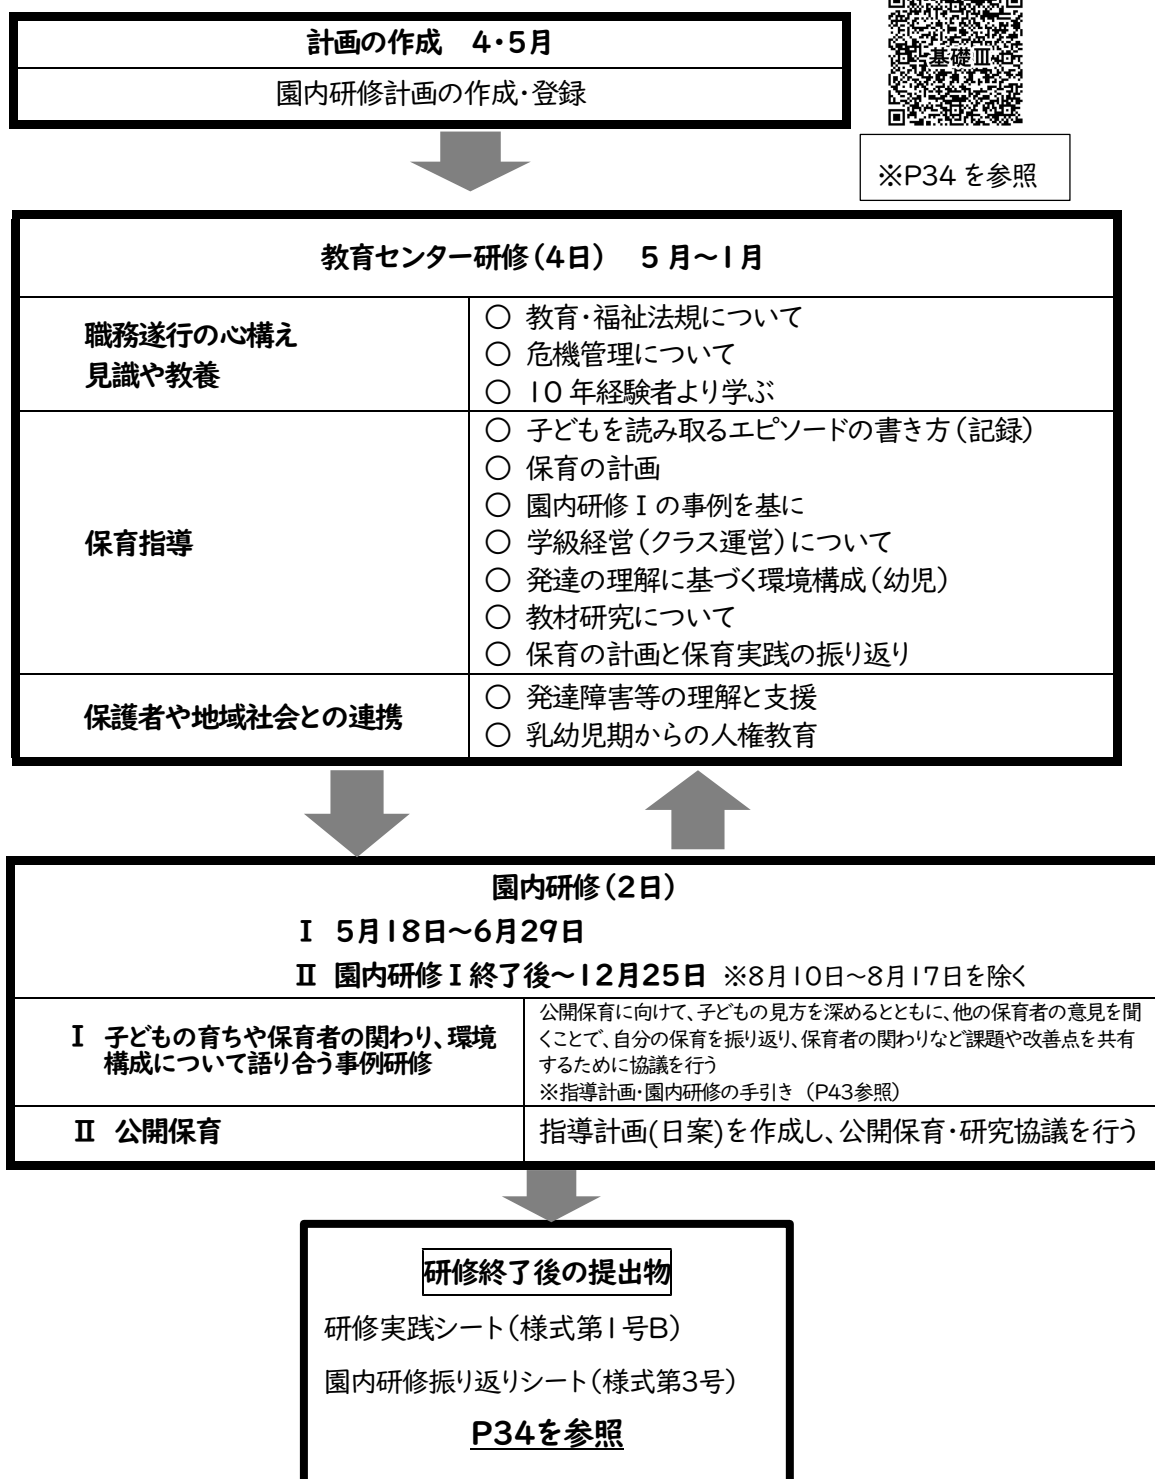 計画の作成　4・5月
園内研修計画の作成・登録
基礎Ⅲ
※P34 を参照
教育センター研修(4日)　5 月～1月
職務遂行の心構え
見識や教養
○ 教育・福祉法規について
○ 危機管理について
○ 10 年経験者より学ぶ
保育指導
○ 子どもを読み取るエピソードの書き方(記録)
○ 保育の計画
○ 園内研修Ⅰの事例を基に
○ 学級経営(クラス運営)について
○ 発達の理解に基づく環境構成(幼児)
○ 教材研究について
○ 保育の計画と保育実践の振り返り
保護者や地域社会との連携
○ 発達障害等の理解と支援
○ 乳幼児期からの人権教育
園内研修(2日)
Ⅰ 5月18日～6月29日
Ⅱ 園内研修Ⅰ終了後～12月25日 ※8月10日～8月17日を除く
Ⅰ 子どもの育ちや保育者の関わり、環境
構成について語り合う事例研修
公開保育に向けて、子どもの見方を深めるとともに、他の保育者の意見を聞
くことで、自分の保育を振り返り、保育者の関わりなど課題や改善点を共有
するために協議を行う
※指導計画・園内研修の手引き (P43参照)
Ⅱ 公開保育
指導計画(日案)を作成し、公開保育・研究協議を行う
研修終了後の提出物
研修実践シート(様式第1号B)
園内研修振り返りシート(様式第3号)
P34を参照